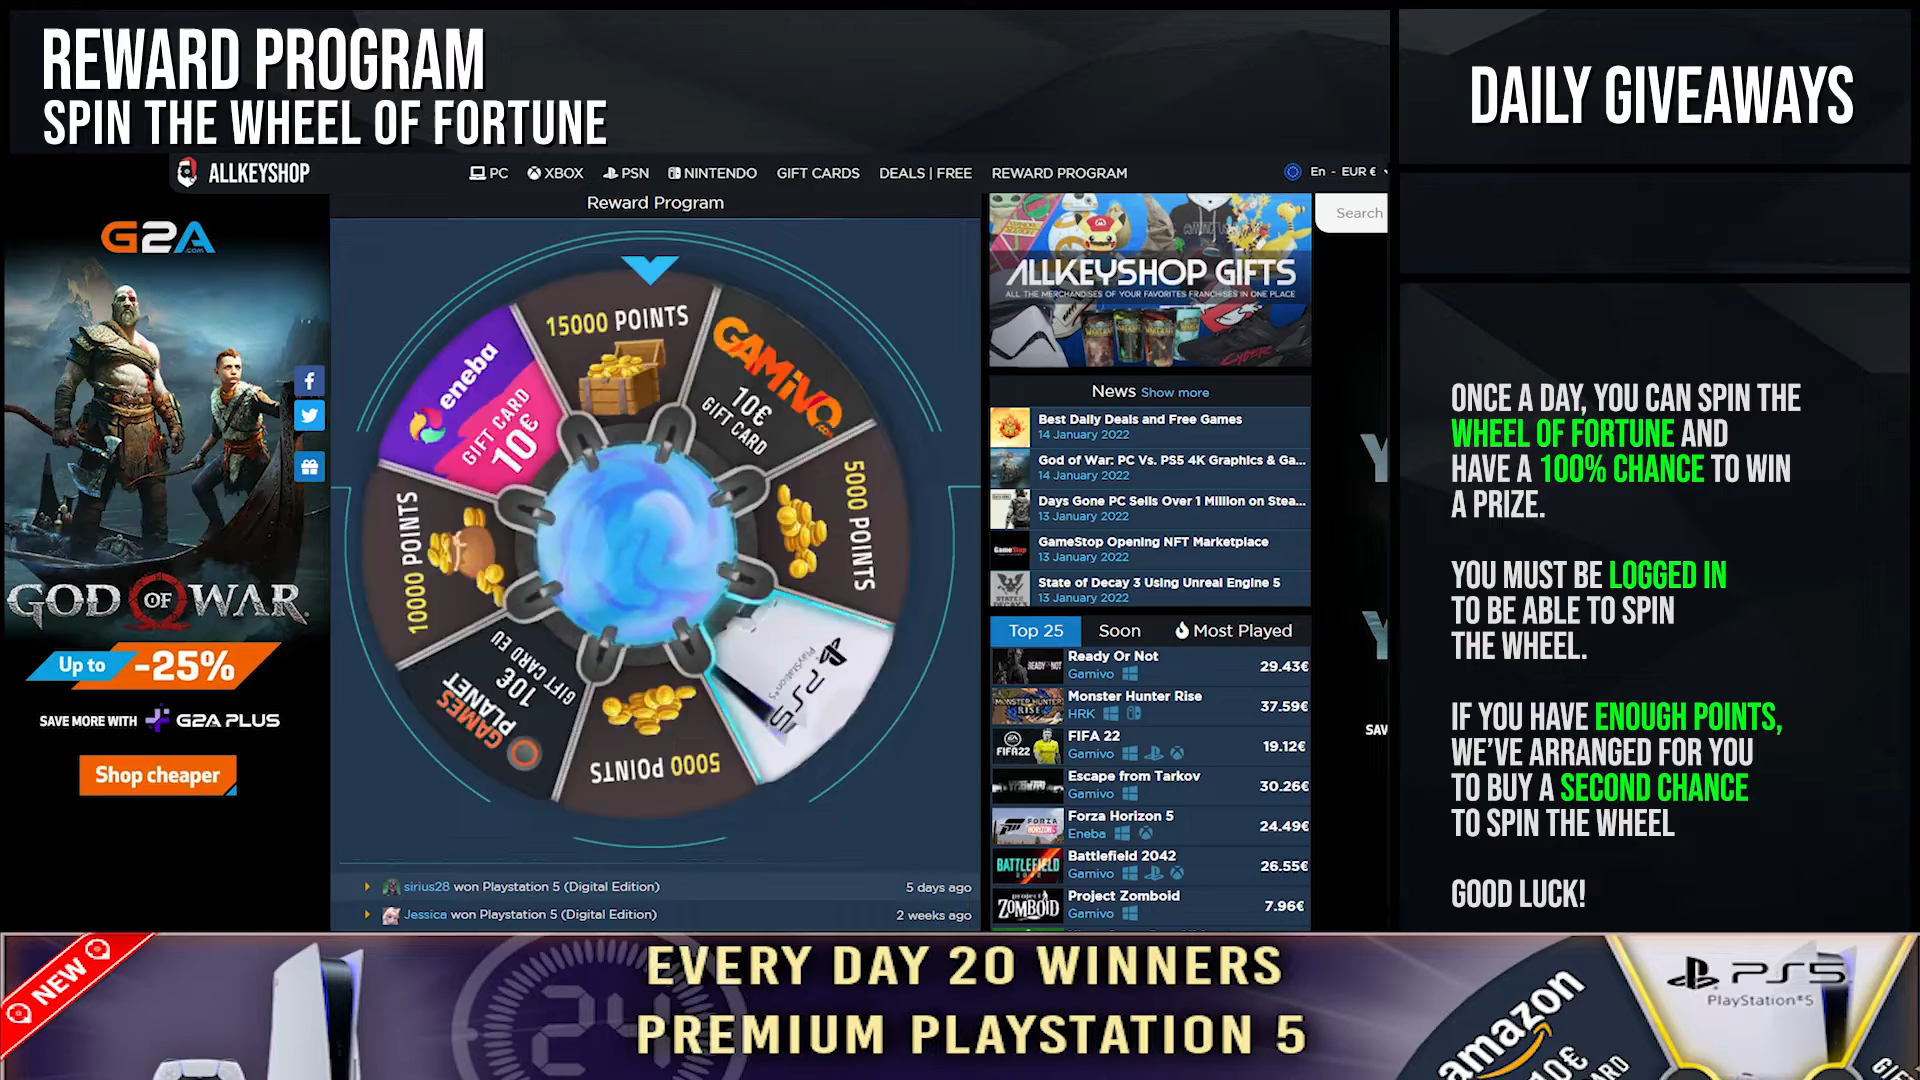 REWARD PROGRAM
SPIN THE WHEEL OF FORTUNE
DAILY GIVEAWAYS
ALLKEYSHOP
PC
XBOX
PSN
NINTENDO
GIFT CARDS
DEALS | FREE
REWARD PROGRAM
En - EUR €
Search
Reward Program
G2A
.COM
GOD OF WAR
Up to -25%
SAVE MORE WITH G2A PLUS
Shop cheaper
15000 POINTS
GAMIVO
.com
10€
GIFT CARD
5000 POINTS
PS5
PlayStation®5
5000 POINTS
GAMES
PLANET
10€
GIFT CARD EU
10000 POINTS
eneba
GIFT CARD
10€
sirius28 won Playstation 5 (Digital Edition) 5 days ago
Jessica won Playstation 5 (Digital Edition) 2 weeks ago
ALLKEYSHOP GIFTS
ALL THE MERCHANDISES OF YOUR FAVORITES FRANCHISES IN ONE PLACE
News Show more
Best Daily Deals and Free Games
14 January 2022
God of War: PC Vs. PS5 4K Graphics & Ga...
14 January 2022
Days Gone PC Sells Over 1 Million on Stea...
13 January 2022
GameStop Opening NFT Marketplace
13 January 2022
State of Decay 3 Using Unreal Engine 5
13 January 2022
Top 25 Soon Most Played
Ready Or Not
Gamivo
29.43€
Monster Hunter Rise
HRK
37.59€
FIFA 22
Gamivo
19.12€
Escape from Tarkov
Gamivo
30.26€
Forza Horizon 5
Eneba
24.49€
Battlefield 2042
Gamivo
26.55€
Project Zomboid
Gamivo
7.96€
SAV
ONCE A DAY, YOU CAN SPIN THE
WHEEL OF FORTUNE AND
HAVE A 100% CHANCE TO WIN
A PRIZE.
YOU MUST BE LOGGED IN
TO BE ABLE TO SPIN
THE WHEEL.
IF YOU HAVE ENOUGH POINTS,
WE'VE ARRANGED FOR YOU
TO BUY A SECOND CHANCE
TO SPIN THE WHEEL
GOOD LUCK!
NEW
24
EVERY DAY 20 WINNERS
PREMIUM PLAYSTATION 5
amazon
10€
PS5
PlayStation®5